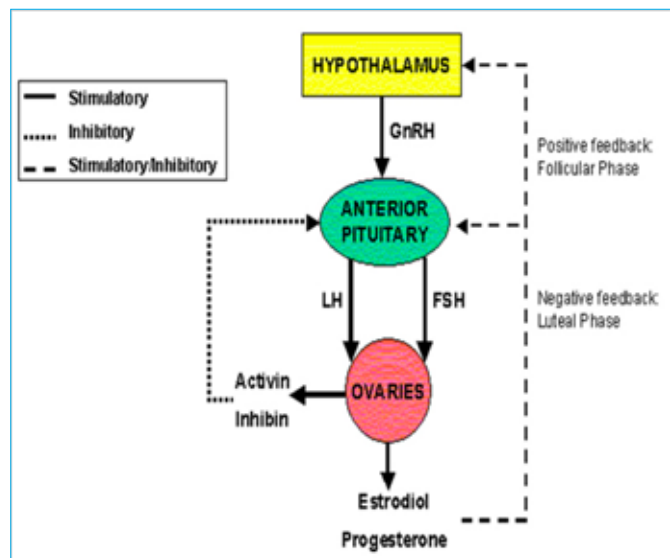 HYPOTHALAMUS
Stimulatory
Inhibitory
Stimulatory/Inhibitory
GnRH
Positive feedback:
Follicular Phase
ANTERIOR
PITUITARY
LH
FSH
Negative feedback:
Luteal Phase
Activin
Inhibin
OVARIES
Estrodiol
Progesterone